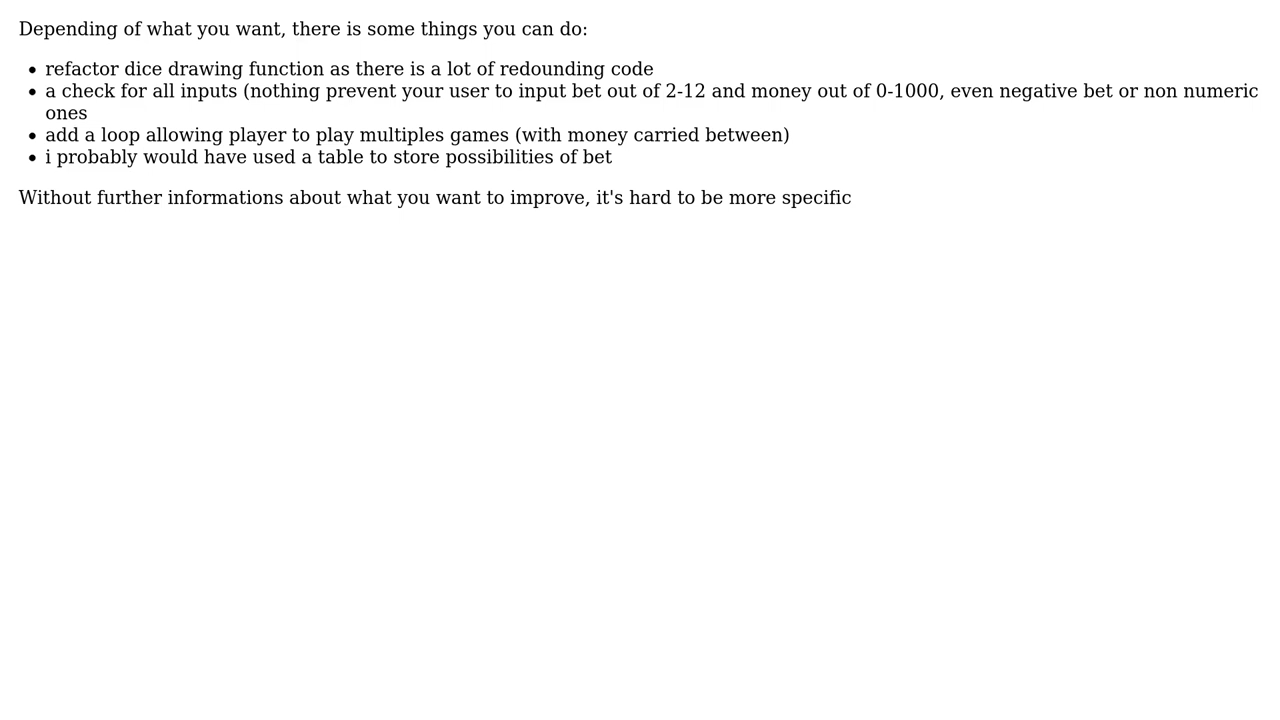 Depending of what you want, there is some things you can do:
• refactor dice drawing function as there is a lot of redounding code
• a check for all inputs (nothing prevent your user to input bet out of 2-12 and money out of 0-1000, even negative bet or non numeric
ones
• add a loop allowing player to play multiples games (with money carried between)
• i probably would have used a table to store possibilities of bet
Without further informations about what you want to improve, it's hard to be more specific